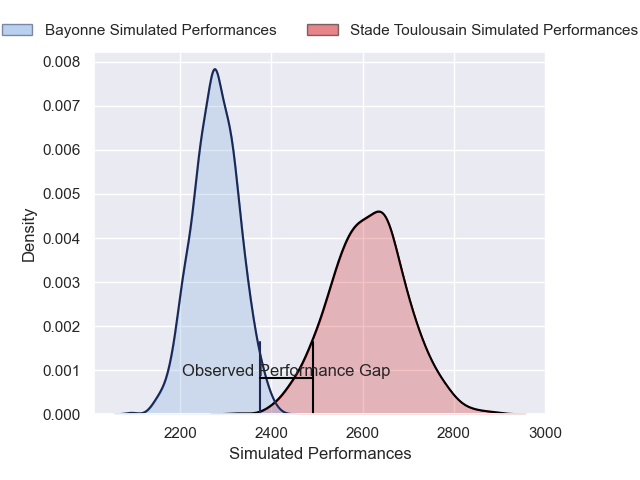 Bayonne Simulated Performances
Stade Toulousain Simulated Performances
0.008
0.007
0.006
0.005
0.004
0.003
0.002
0.001
0.000
Density
Observed Performance Gap
2200 2400 2600 2800 3000
Simulated Performances